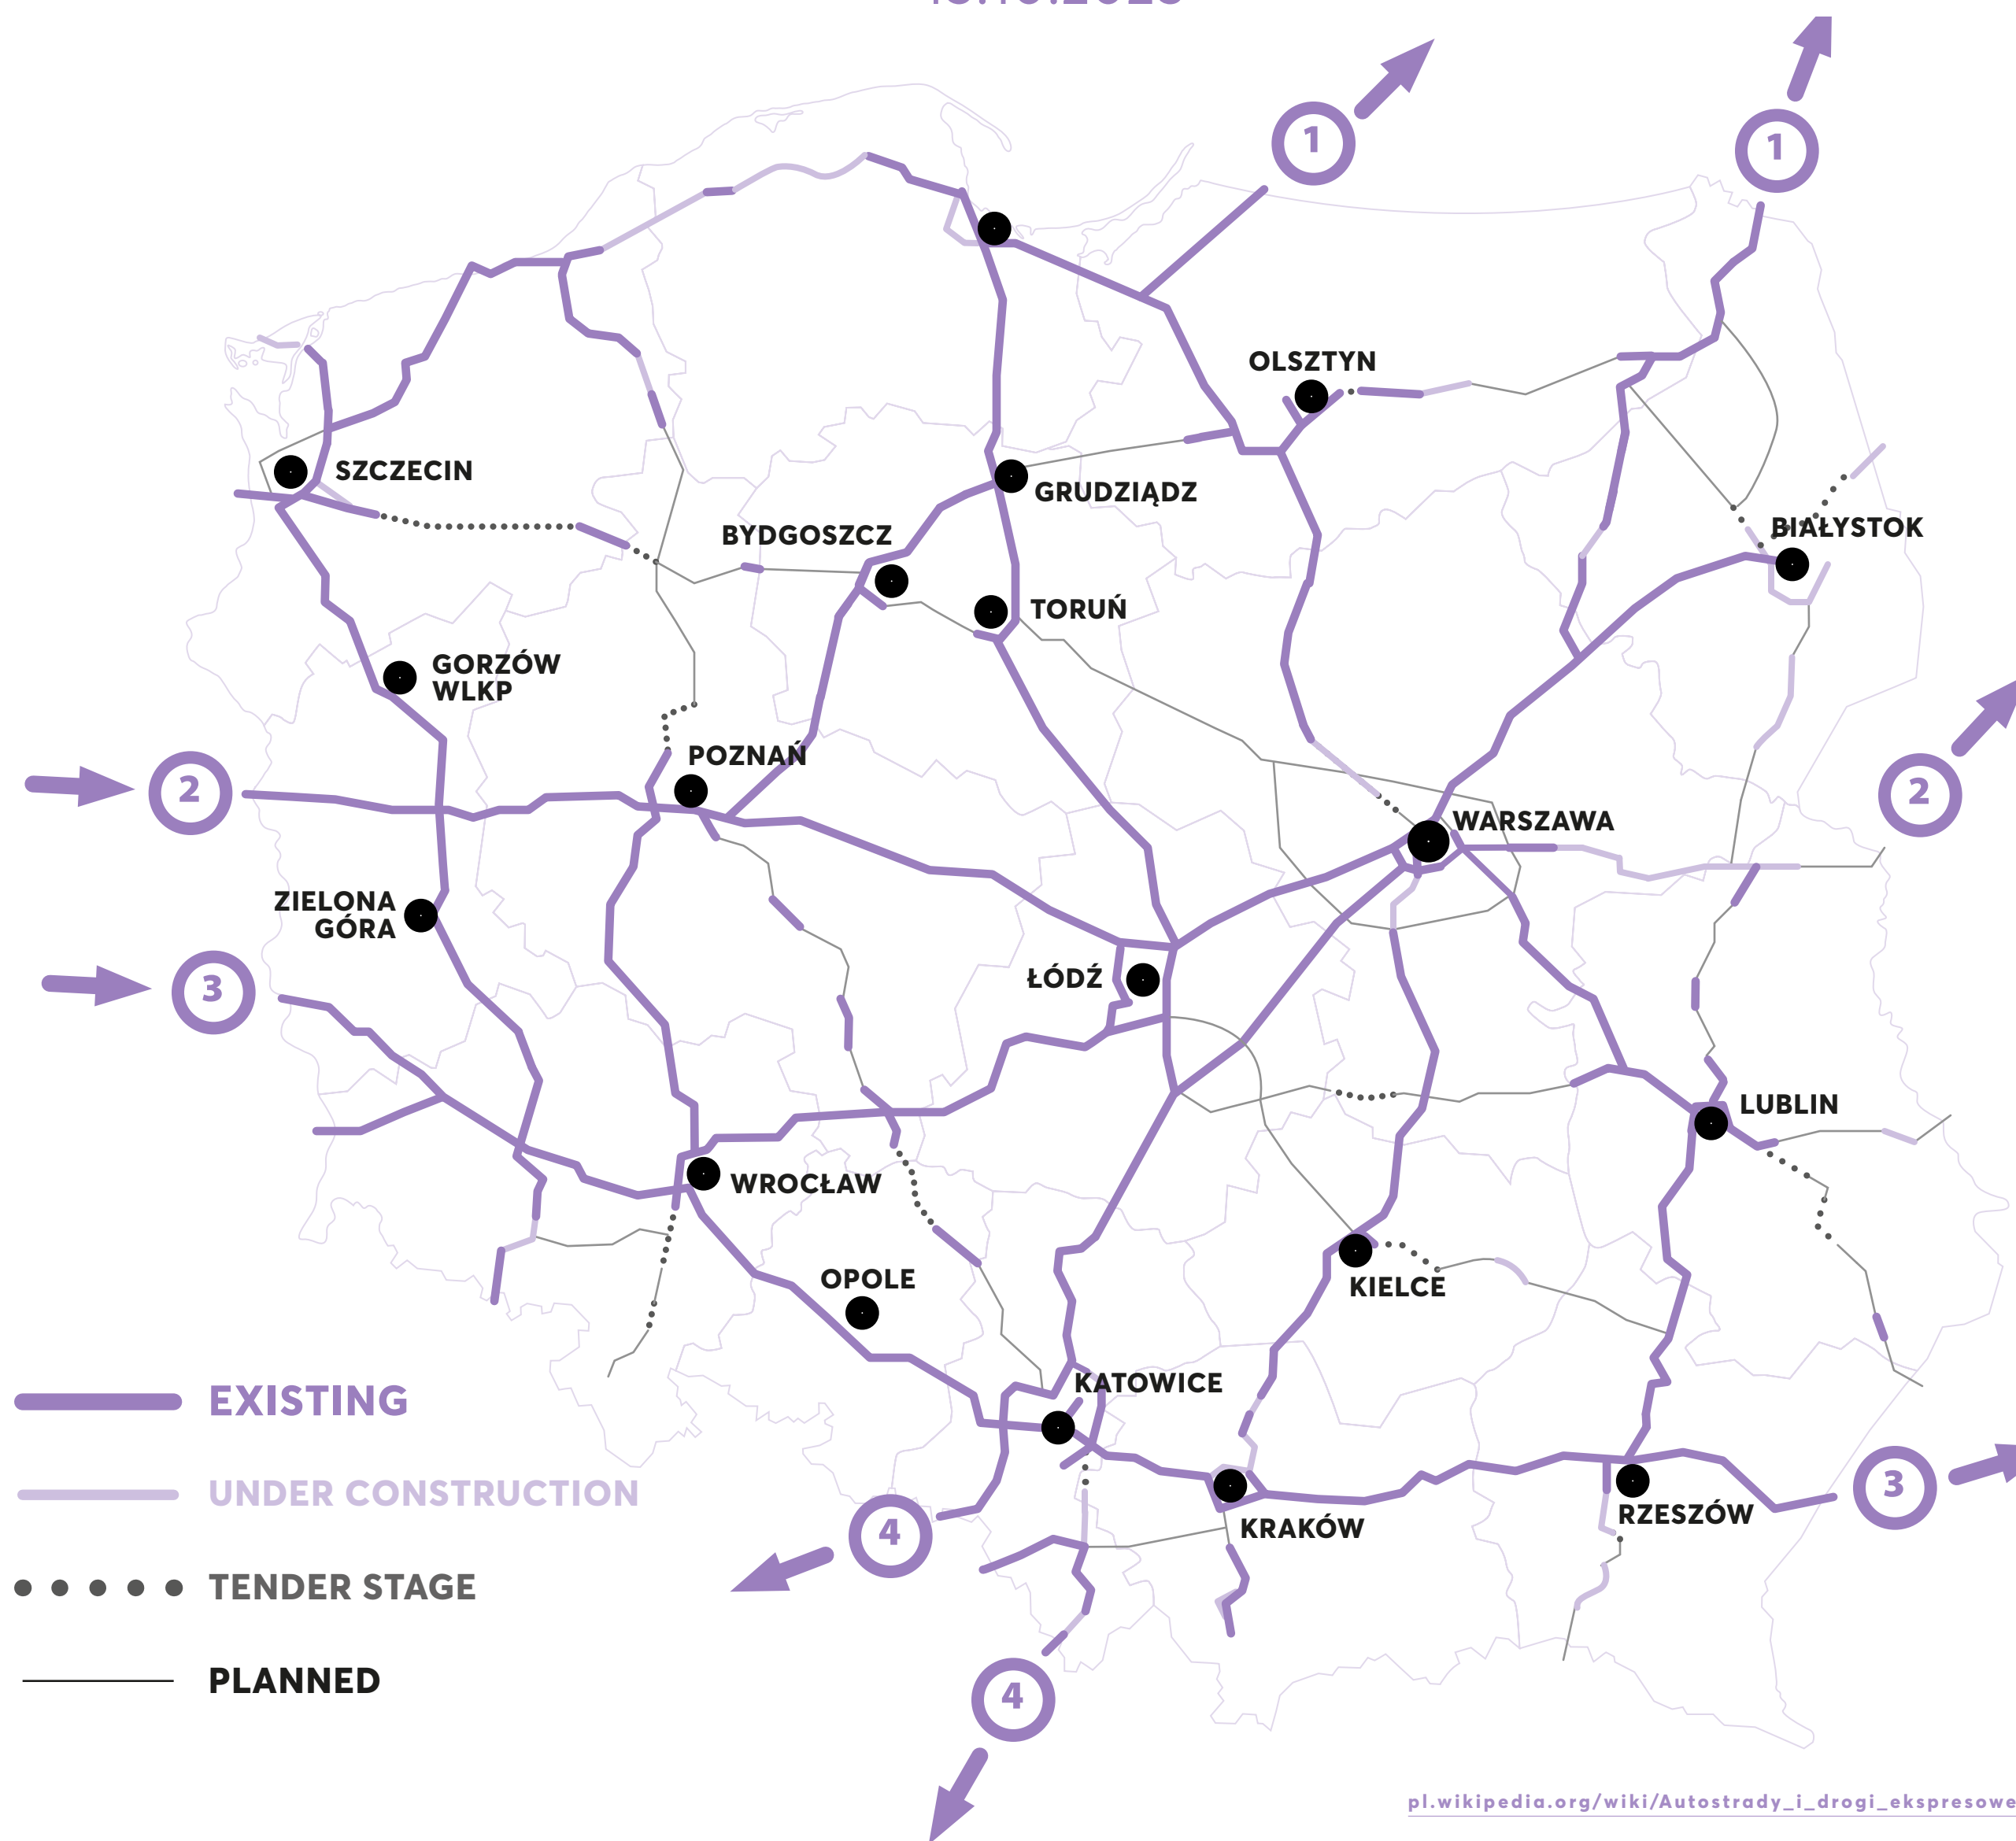 1
1
OLSZTYN
SZCZECIN
GRUDZIĄDZ
BYDGOSZCZ
BIAŁYSTOK
TORUŃ
GORZÓW
WLKP
POZNAŃ
2
2
WARSZAWA
ZIELONA
GÓRA
ŁÓDŹ
3
LUBLIN
WROCŁAW
OPOLE
KIELCE
KATOWICE
EXISTING
UNDER CONSTRUCTION
3
RZESZÓW
KRAKÓW
4
TENDER STAGE
PLANNED
4
pl.wikipedia.org/wiki/Autostrady_i_drogi_ekspresowe